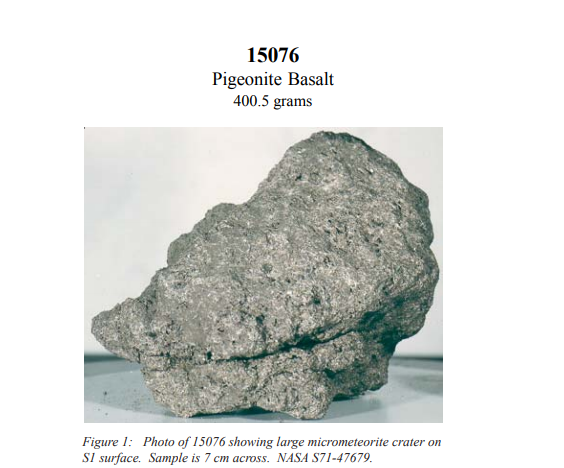 15076
Pigeonite Basalt
400.5 grams
Figure 1: Photo of 15076 showing large micrometeorite crater on
S1 surface. Sample is 7 cm across. NASA S71-47679.